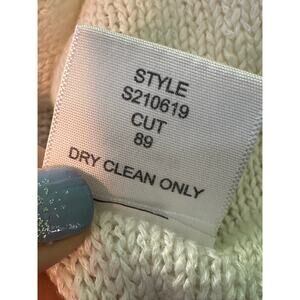 STYLE
S210619
CUT
89
DRY CLEAN ONLY